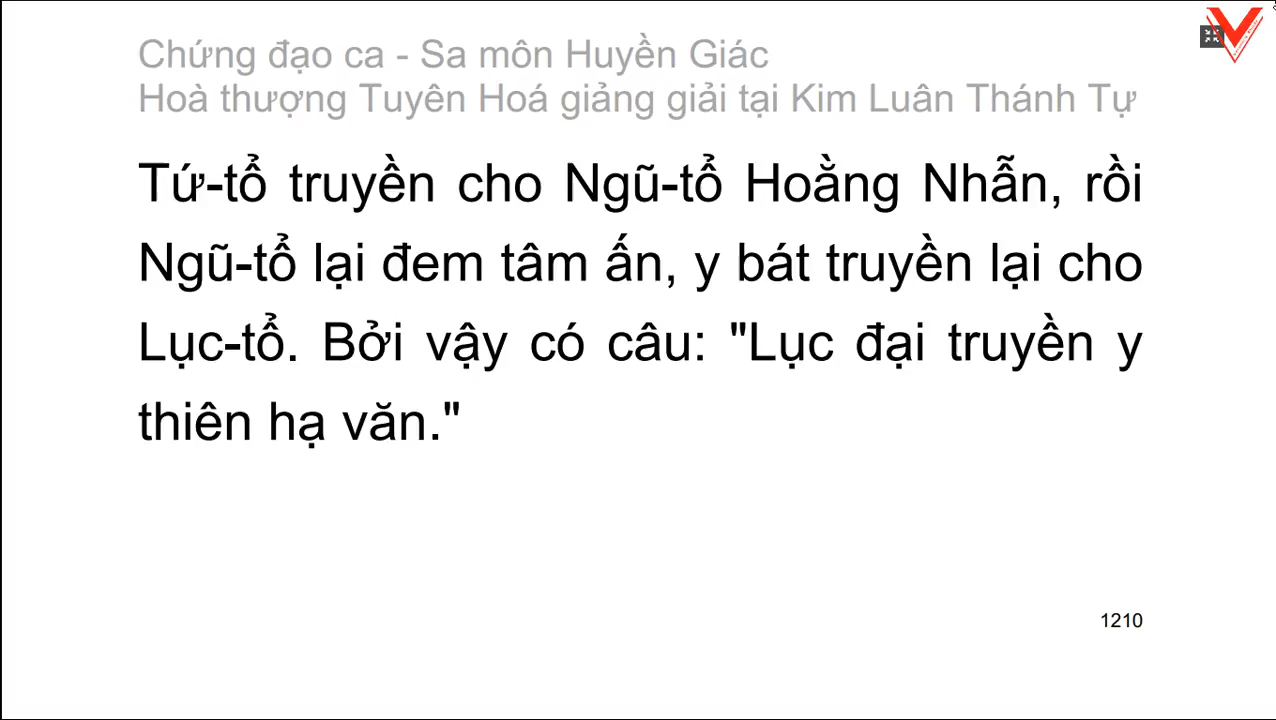 Chứng đạo ca - Sa môn Huyền Giác
Hoà thượng Tuyên Hoá giảng giải tại Kim Luân Thánh Tự
Tứ-tổ truyền cho Ngũ-tổ Hoằng Nhẫn, rồi
Ngũ-tổ lại đem tâm ấn, y bát truyền lại cho
Lục-tổ. Bởi vậy có câu: "Lục đại truyền y
thiên hạ văn."
1210